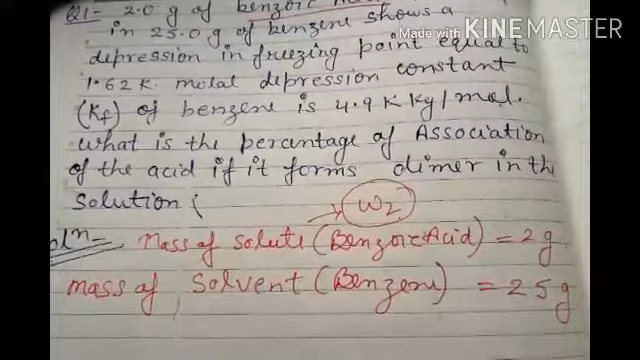 Q1= 2.0 g of benzoic
in 25.0 g of benzene shows a
Made with KINEMASTER
depression in freezing point equal to
1.62 K. molal depression constant
(Kf) of benzene is 4.9 K Kg/mol.
what is the percentage of Association
of the acid if it forms dimer in the
Solution (
W2
Mass of solute (Benzoic Acid) = 2 g
mass of Solvent (Benzene) = 25 g